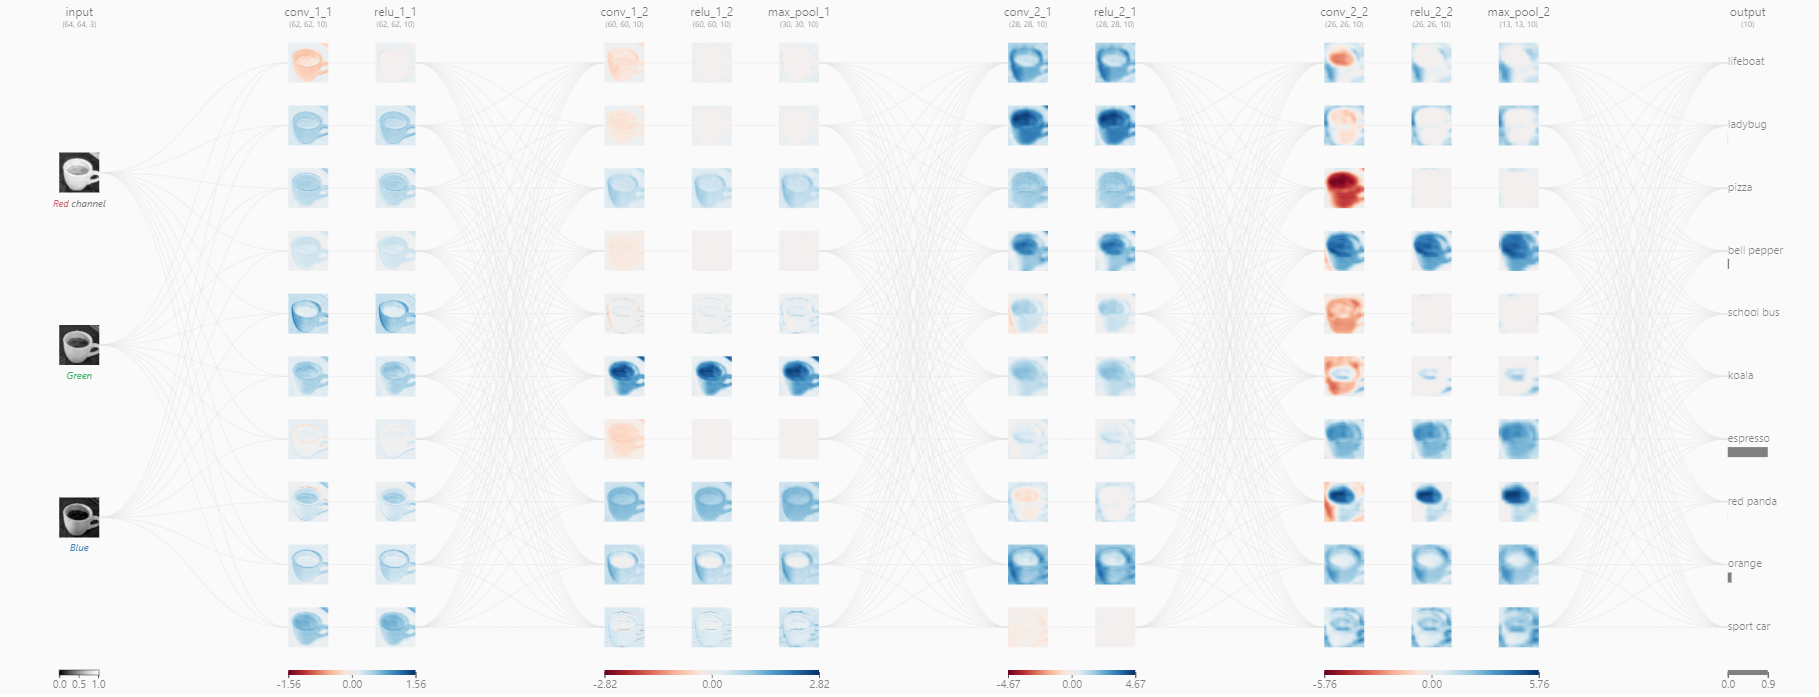 input conv_1_1 relu_1_1 conv_1_2 relu_1_2 max_pool_1 conv_2_1 relu_2_1 conv_2_2 relu_2_2 max_pool_2 output
(64, 64, 3) (62, 62, 10) (62, 62, 10) (60, 60, 10) (60, 60, 10) (30, 30, 10) (28, 28, 10) (28, 28, 10) (26, 26, 10) (26, 26, 10) (13, 13, 10) (10)
lifeboat
ladybug
pizza
Red channel
bell pepper
school bus
Green
koala
espresso
red panda
Blue
orange
sport car
0.0 0.5 1.0 -1.56 0.00 1.56 -2.82 0.00 2.82 -4.67 0.00 4.67 -5.76 0.00 5.76 0.0 0.9